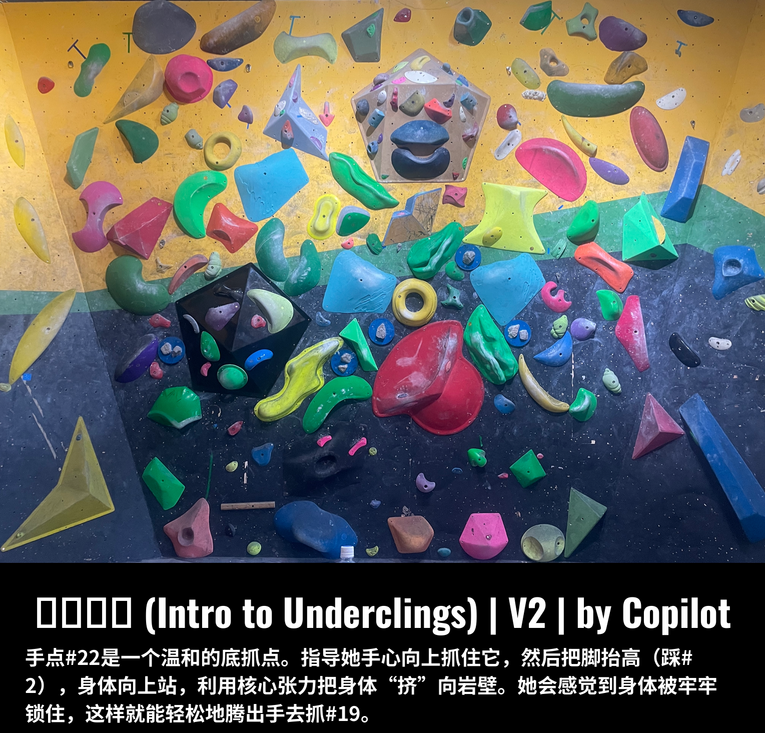 (Intro to Underclings) | V2 | by Copilot
手点#22是一个温和的底抓点。指导她手心向上抓住它，然后把脚抬高（踩#
2），身体向上站，利用核心张力把身体“挤”向岩壁。她会感觉到身体被牢牢
锁住，这样就能轻松地腾出手去抓#19。